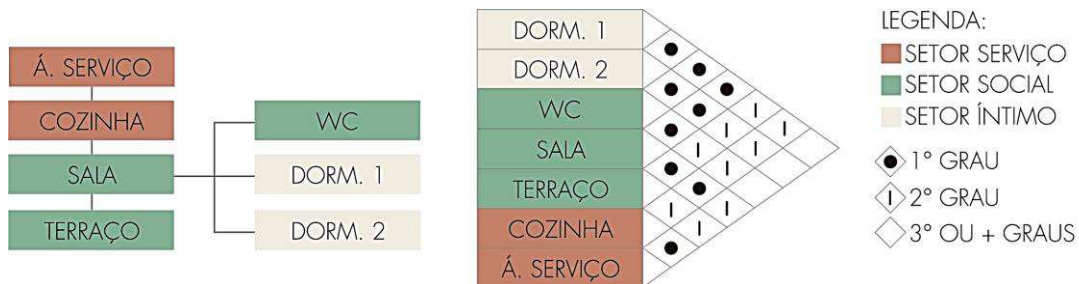 Á. SERVIÇO
COZINHA
SALA
TERRAÇO
WC
DORM. 1
DORM. 2
DORM. 1
DORM. 2
WC
SALA
TERRAÇO
COZINHA
Á. SERVIÇO
LEGENDA:
SETOR SERVIÇO
SETOR SOCIAL
SETOR ÍNTIMO
1° GRAU
2° GRAU
3° OU + GRAUS